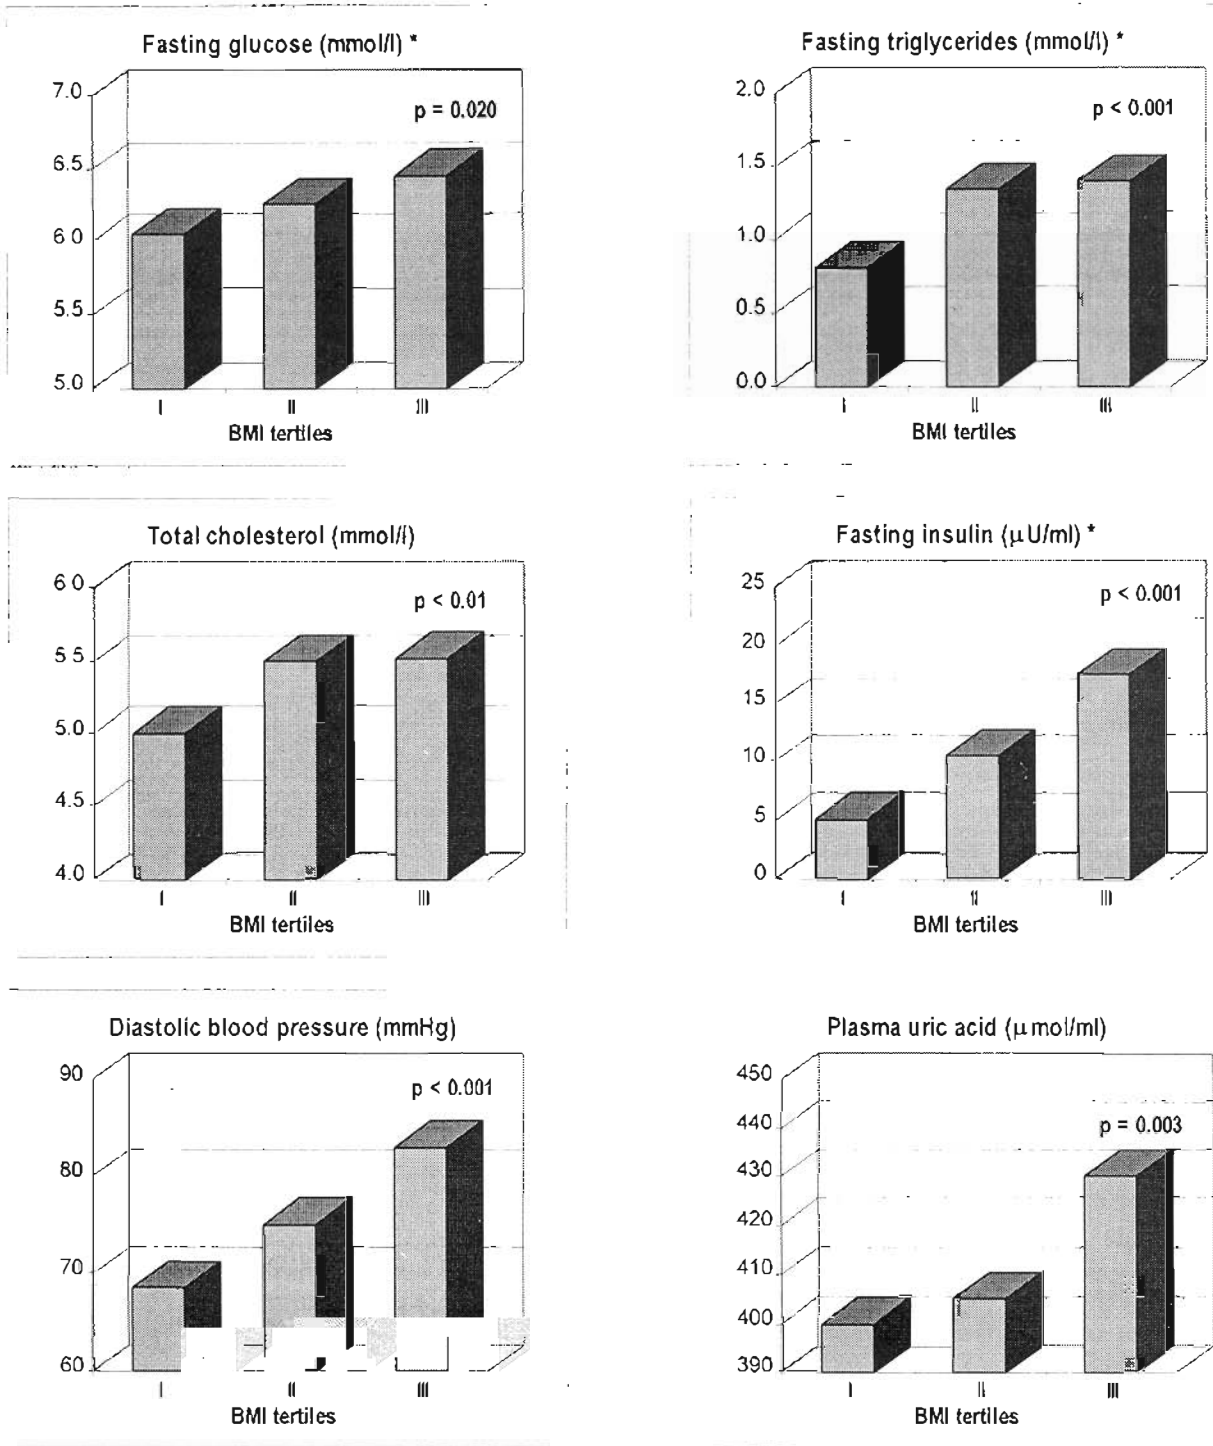 Fasting glucose (mmol/l) *
7.0
p = 0.020
6.5
6.0
5.5
5.0
I II III
BMI tertiles
Fasting triglycerides (mmol/l) *
2.0
p < 0.001
1.5
1.0
0.5
0.0
I II III
BMI tertiles
Total cholesterol (mmol/l)
6.0
p < 0.01
5.5
5.0
4.5
4.0
I II III
BMI tertiles
Fasting insulin (μU/ml) *
25
p < 0.001
20
15
10
5
0
I II III
BMI tertiles
Diastolic blood pressure (mmHg)
90
p < 0.001
80
70
60
I II III
BMI tertiles
Plasma uric acid (μmol/ml)
450
440
p = 0.003
430
420
410
400
390
I II III
BMI tertiles